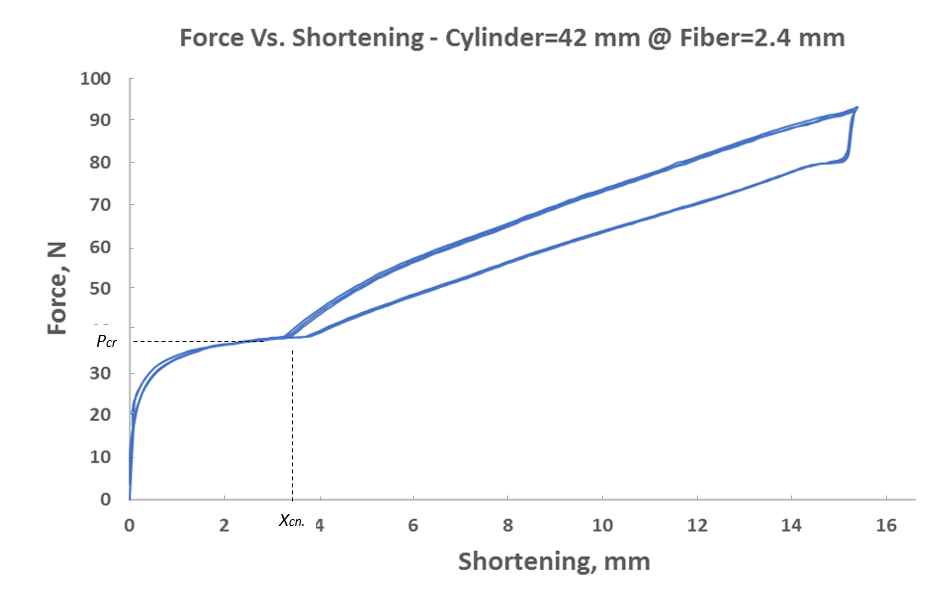 Force Vs. Shortening - Cylinder=42 mm @ Fiber=2.4 mm
100
90
80
70
60
50
Pcr
30
20
10
0
0 2 Xcn. 4 6 8 10 12 14 16
Force, N
Shortening, mm